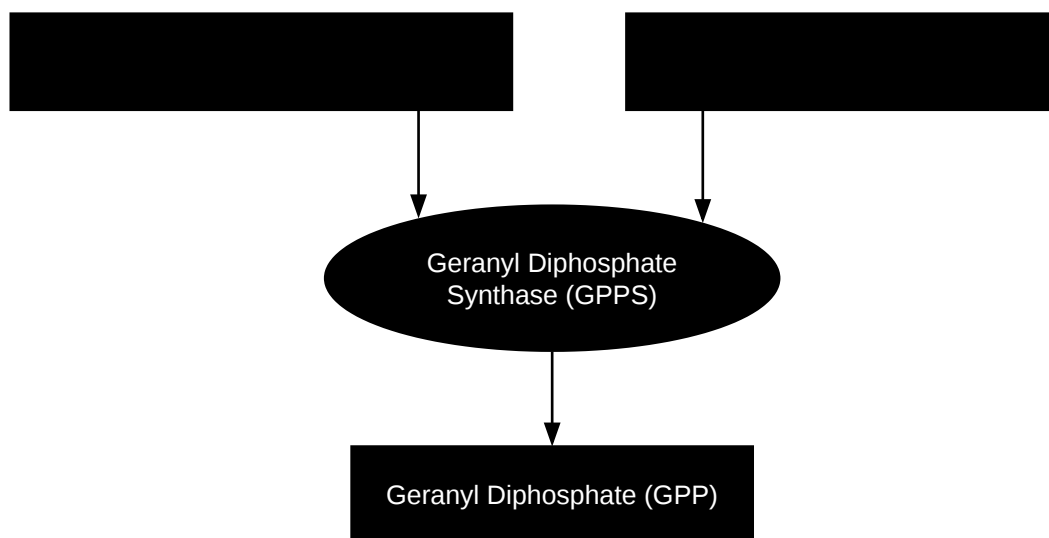 Geranyl Diphosphate
Synthase (GPPS)
Geranyl Diphosphate (GPP)